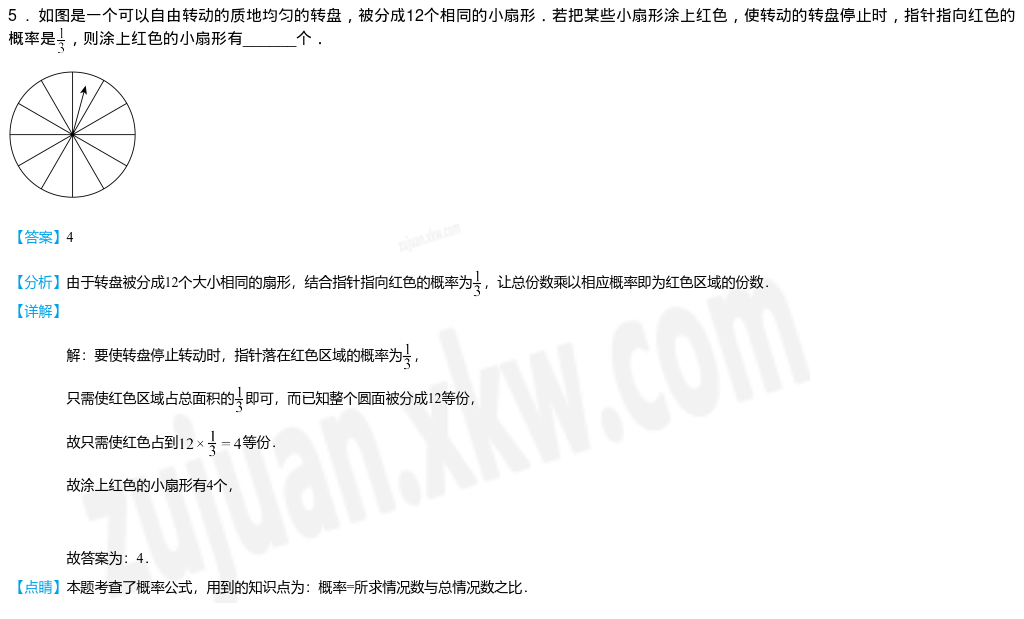 5．如图是一个可以自由转动的质地均匀的转盘，被分成12个相同的小扇形．若把某些小扇形涂上红色，使转动的转盘停止时，指针指向红色的
概率是1/3，则涂上红色的小扇形有______个．
【答案】4
zujuan.xkw.com
【分析】由于转盘被分成12个大小相同的扇形，结合指针指向红色的概率为1/3，让总份数乘以相应概率即为红色区域的份数．
【详解】
解：要使转盘停止转动时，指针落在红色区域的概率为1/3，
只需使红色区域占总面积的1/3即可，而已知整个圆面被分成12等份，
故只需使红色占到12×1/3=4等份．
故涂上红色的小扇形有4个，
zujuan.xkw.com
故答案为：4．
【点睛】本题考查了概率公式，用到的知识点为：概率=所求情况数与总情况数之比．